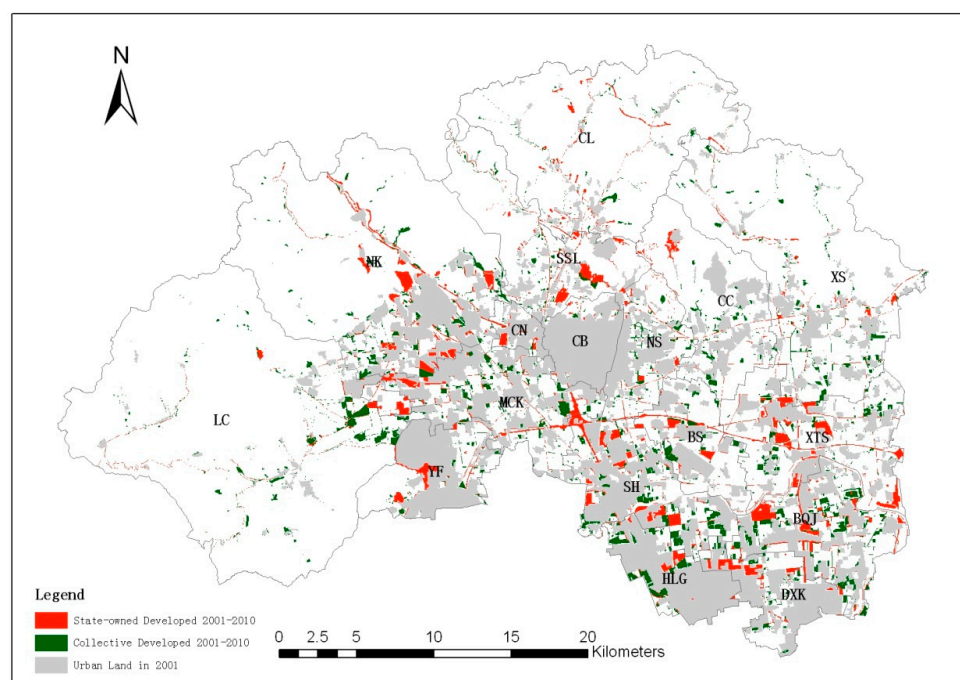 N
CL
NK
SSL
XS
CC
CN
CB
NS
MCK
LC
BS
XTS
YF
SH
BQJ
HLG
DXK
Legend
State-owned Developed 2001-2010
Collective Developed 2001-2010
Urban Land in 2001
0 2.5 5 10 15 20
Kilometers